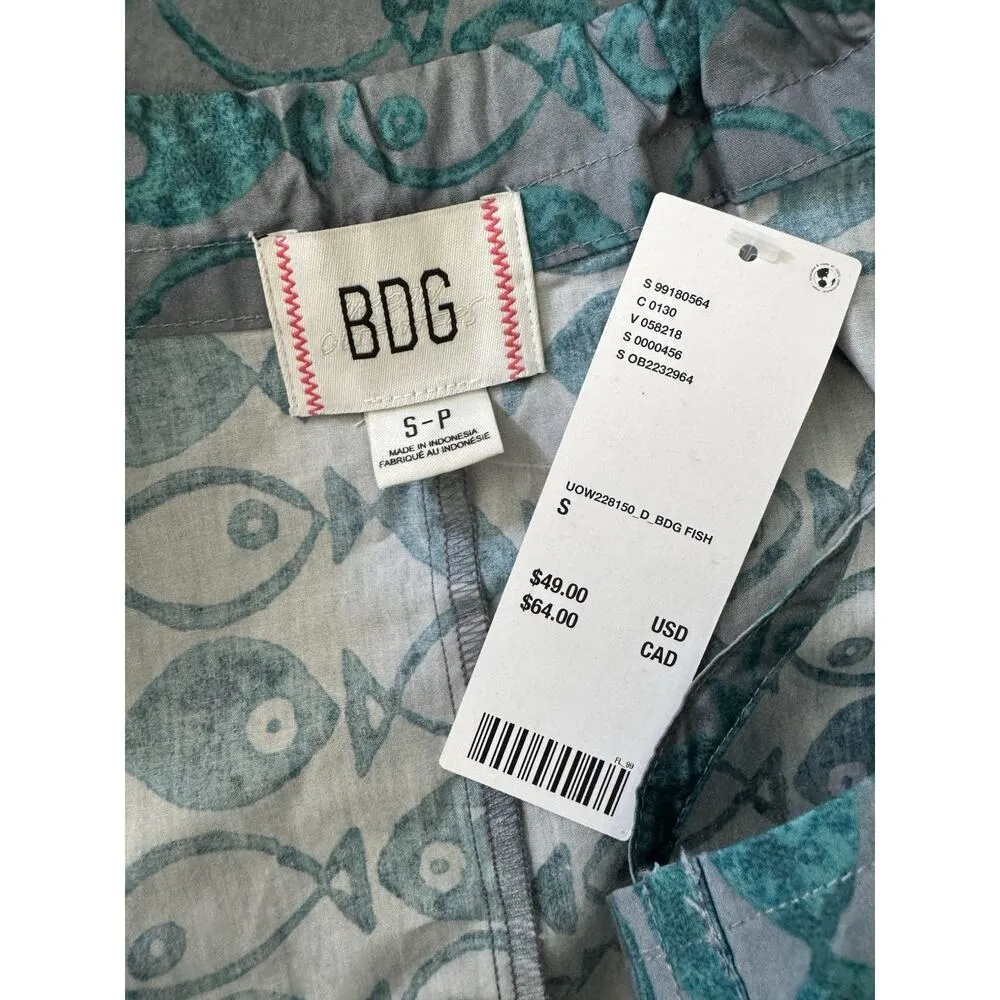 BDG
S-P
MADE IN INDONESIA
FABRIQUÉ AU INDONÉSIE
S 99180564
C 0130
V 058218
S 0000456
S OB2232964
UOW228150_D_BDG FISH
S
$49.00 USD
$64.00 CAD
FL_99